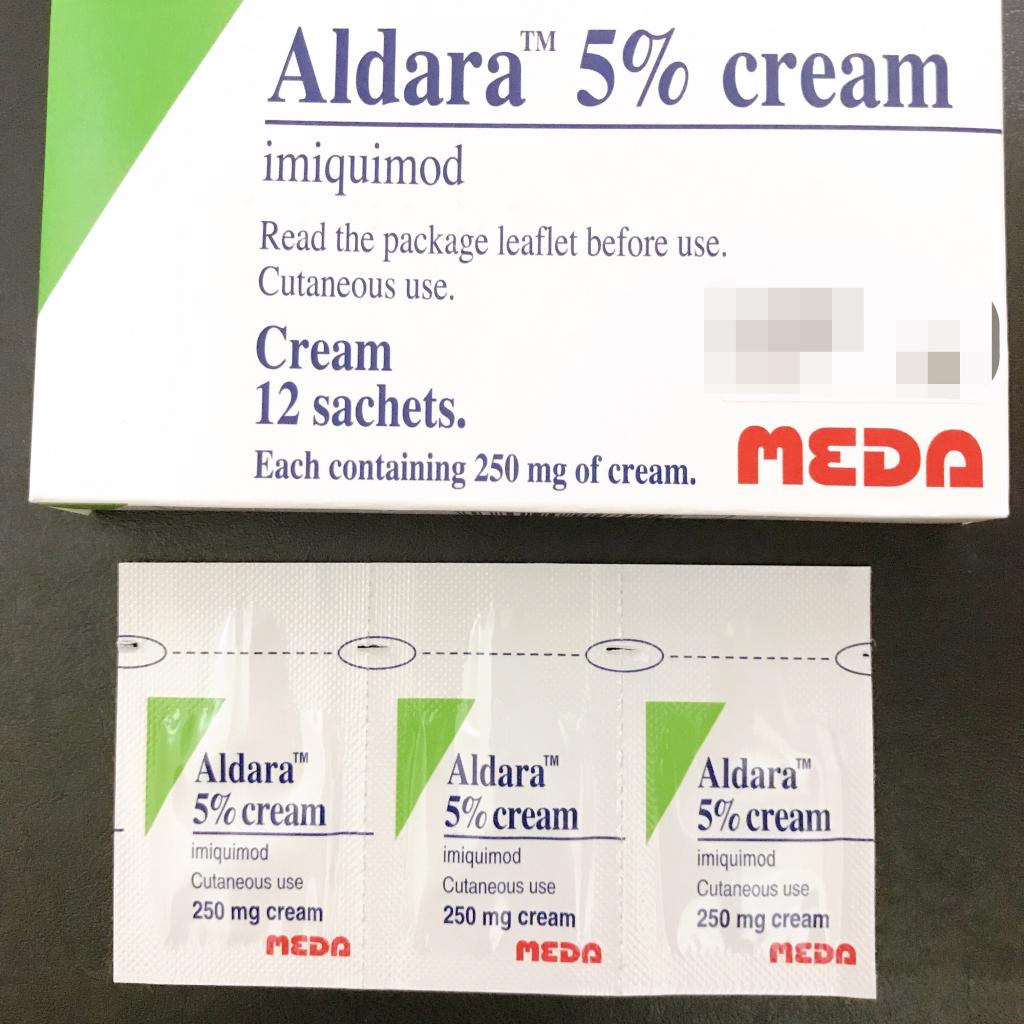 Aldara™ 5% cream
imiquimod
Read the package leaflet before use.
Cutaneous use.
Cream
12 sachets.
Each containing 250 mg of cream.
MEDA
Aldara™
5% cream
imiquimod
Cutaneous use
250 mg cream
MEDA
Aldara™
5% cream
imiquimod
Cutaneous use
250 mg cream
MEDA
Aldara™
5% cream
imiquimod
Cutaneous use
250 mg cream
MEDA